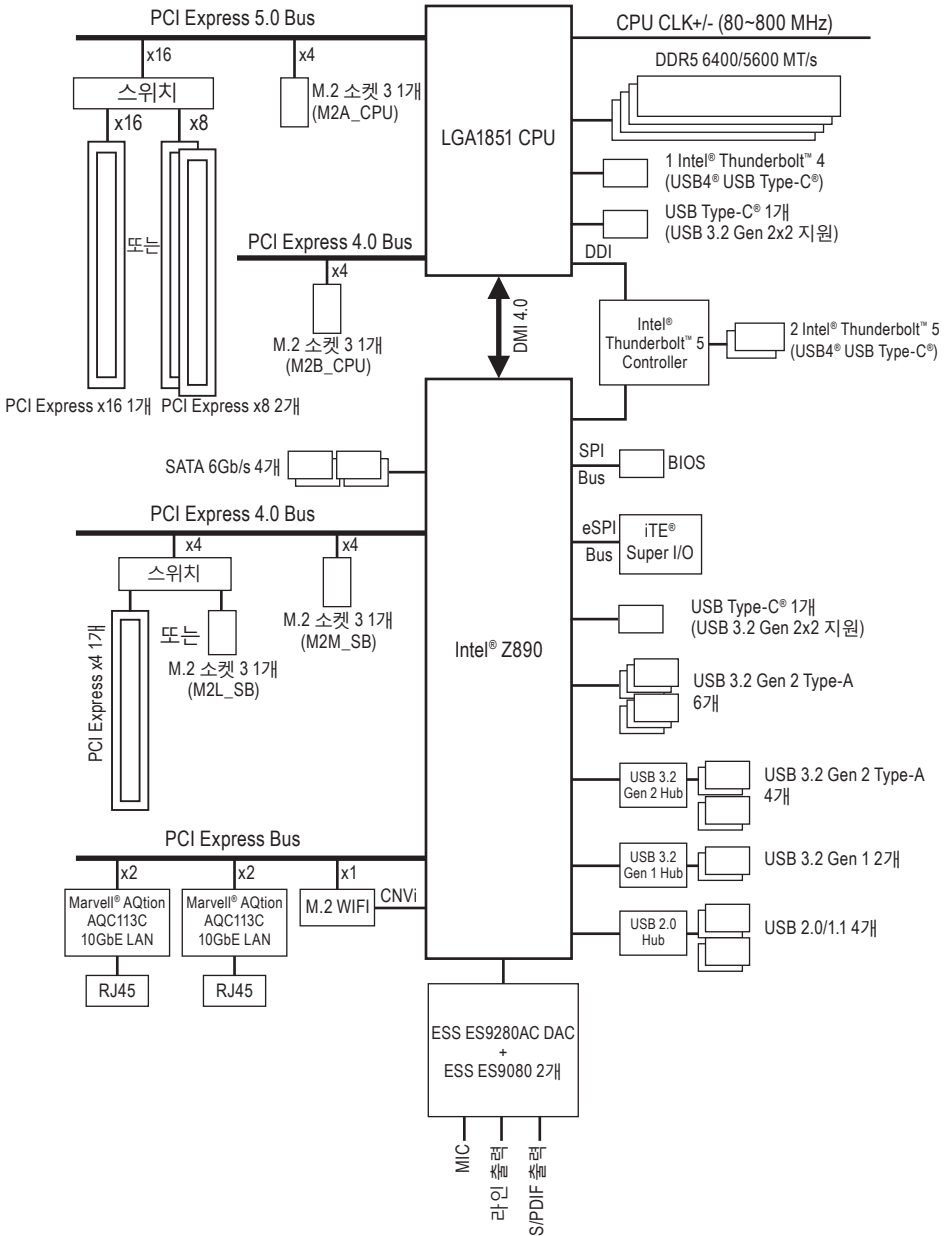 PCI Express 5.0 Bus
CPU CLK+/- (80~800 MHz)
x16
x4
DDR5 6400/5600 MT/s
스위치
M.2 소켓 3 1개
(M2A_CPU)
x16
x8
LGA1851 CPU
1 Intel® Thunderbolt™ 4
(USB4® USB Type-C®)
USB Type-C® 1개
(USB 3.2 Gen 2x2 지원)
또는
PCI Express 4.0 Bus
DDI
x4
M.2 소켓 3 1개
(M2B_CPU)
DMI 4.0
Intel®
Thunderbolt™ 5
Controller
2 Intel® Thunderbolt™ 5
(USB4® USB Type-C®)
PCI Express x16 1개
PCI Express x8 2개
SATA 6Gb/s 4개
SPI
Bus
BIOS
PCI Express 4.0 Bus
x4
x4
eSPI
Bus
iTE®
Super I/O
스위치
M.2 소켓 3 1개
(M2M_SB)
PCI Express x4 1개
또는
M.2 소켓 3 1개
(M2L_SB)
Intel® Z890
USB Type-C® 1개
(USB 3.2 Gen 2x2 지원)
USB 3.2 Gen 2 Type-A
6개
USB 3.2
Gen 2 Hub
USB 3.2 Gen 2 Type-A
4개
PCI Express Bus
x2
x2
x1
USB 3.2
Gen 1 Hub
USB 3.2 Gen 1 2개
Marvell® AQtion
AQC113C
10GbE LAN
Marvell® AQtion
AQC113C
10GbE LAN
M.2 WIFI
CNVi
USB 2.0
Hub
USB 2.0/1.1 4개
RJ45
RJ45
ESS ES9280AC DAC
+
ESS ES9080 2개
MIC
라인 출력
S/PDIF 출력